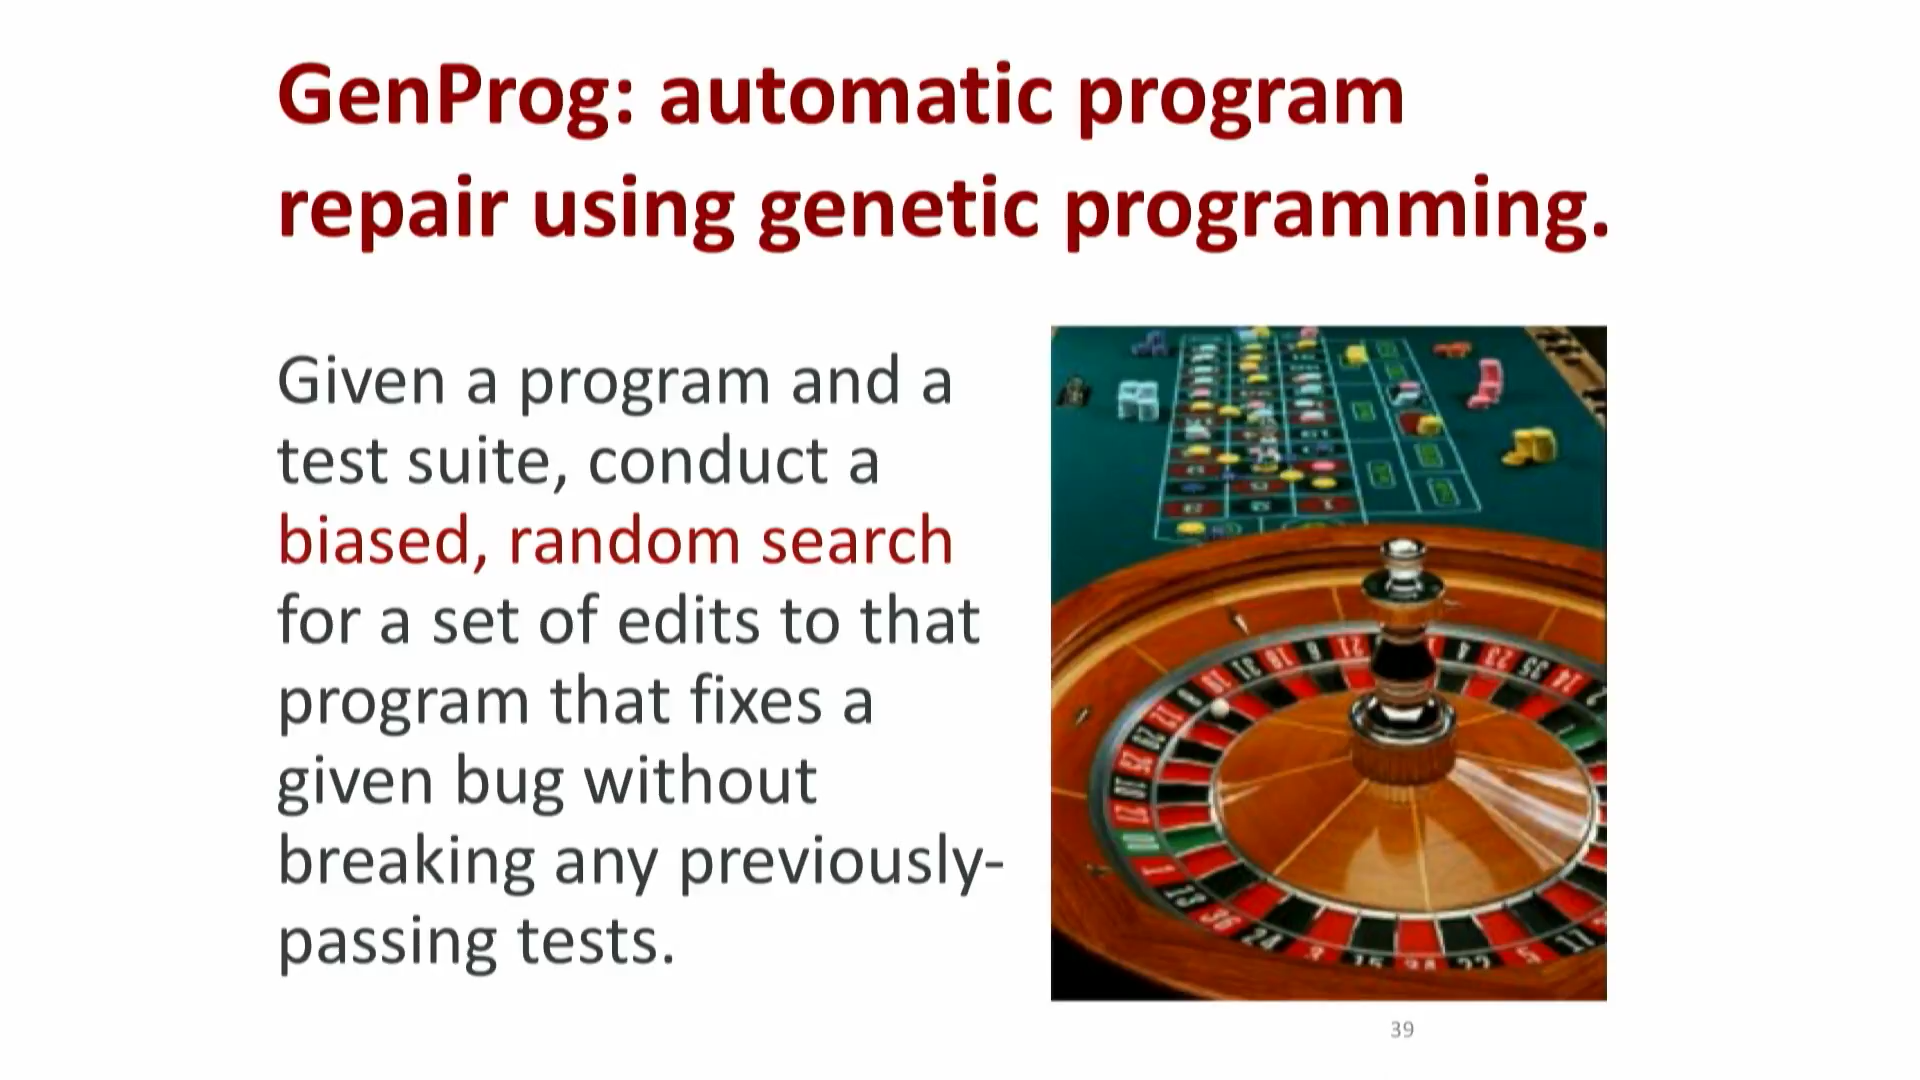 GenProg: automatic program
repair using genetic programming.
Given a program and a
test suite, conduct a
biased, random search
for a set of edits to that
program that fixes a
given bug without
breaking any previously-
passing tests.
39